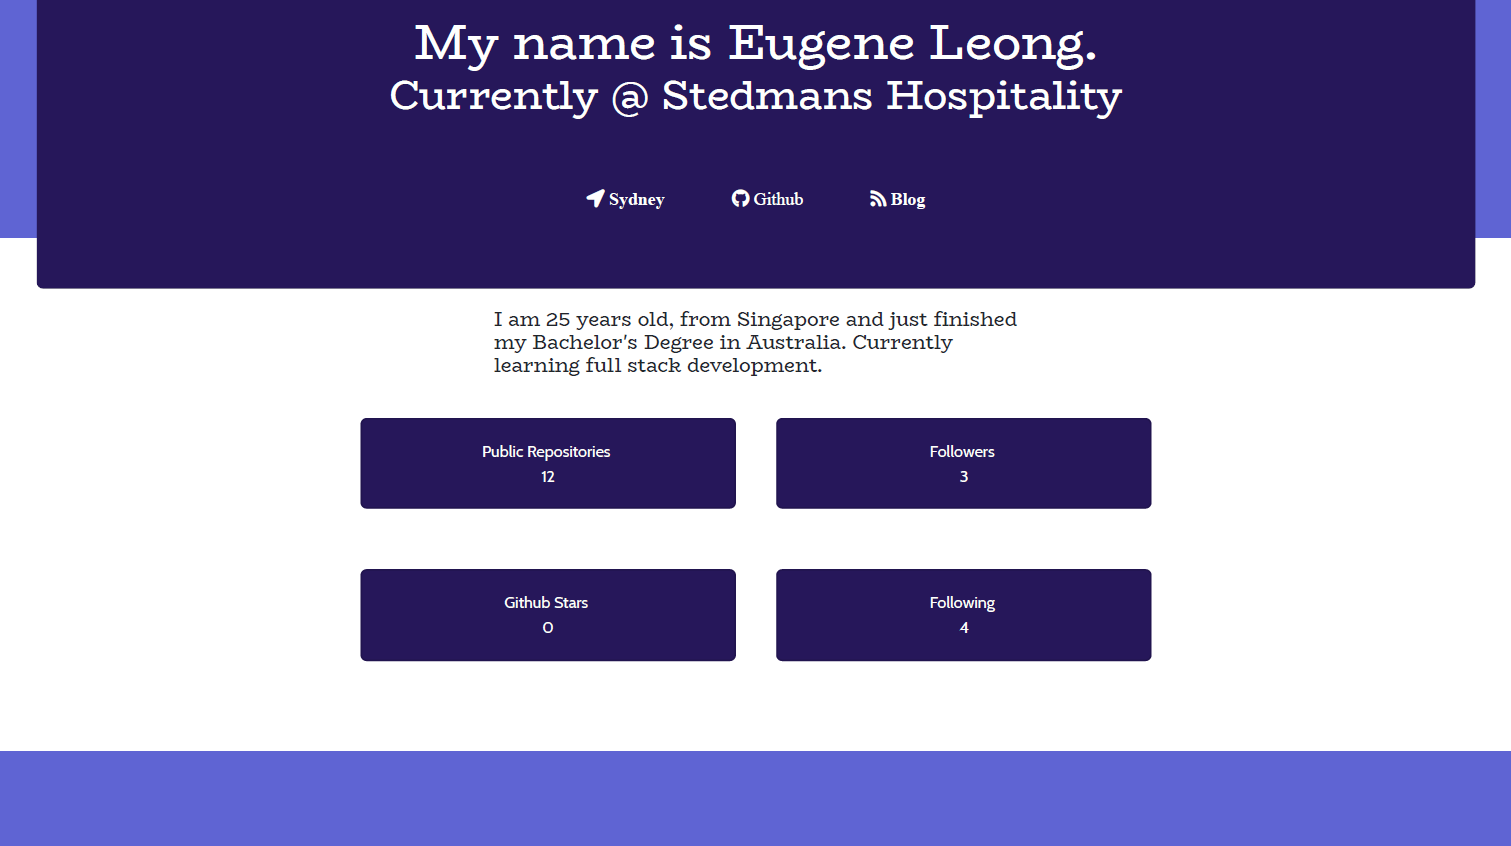 My name is Eugene Leong.
Currently @ Stedmans Hospitality
Sydney Github Blog
I am 25 years old, from Singapore and just finished
my Bachelor's Degree in Australia. Currently
learning full stack development.
Public Repositories
12
Followers
3
Github Stars
0
Following
4